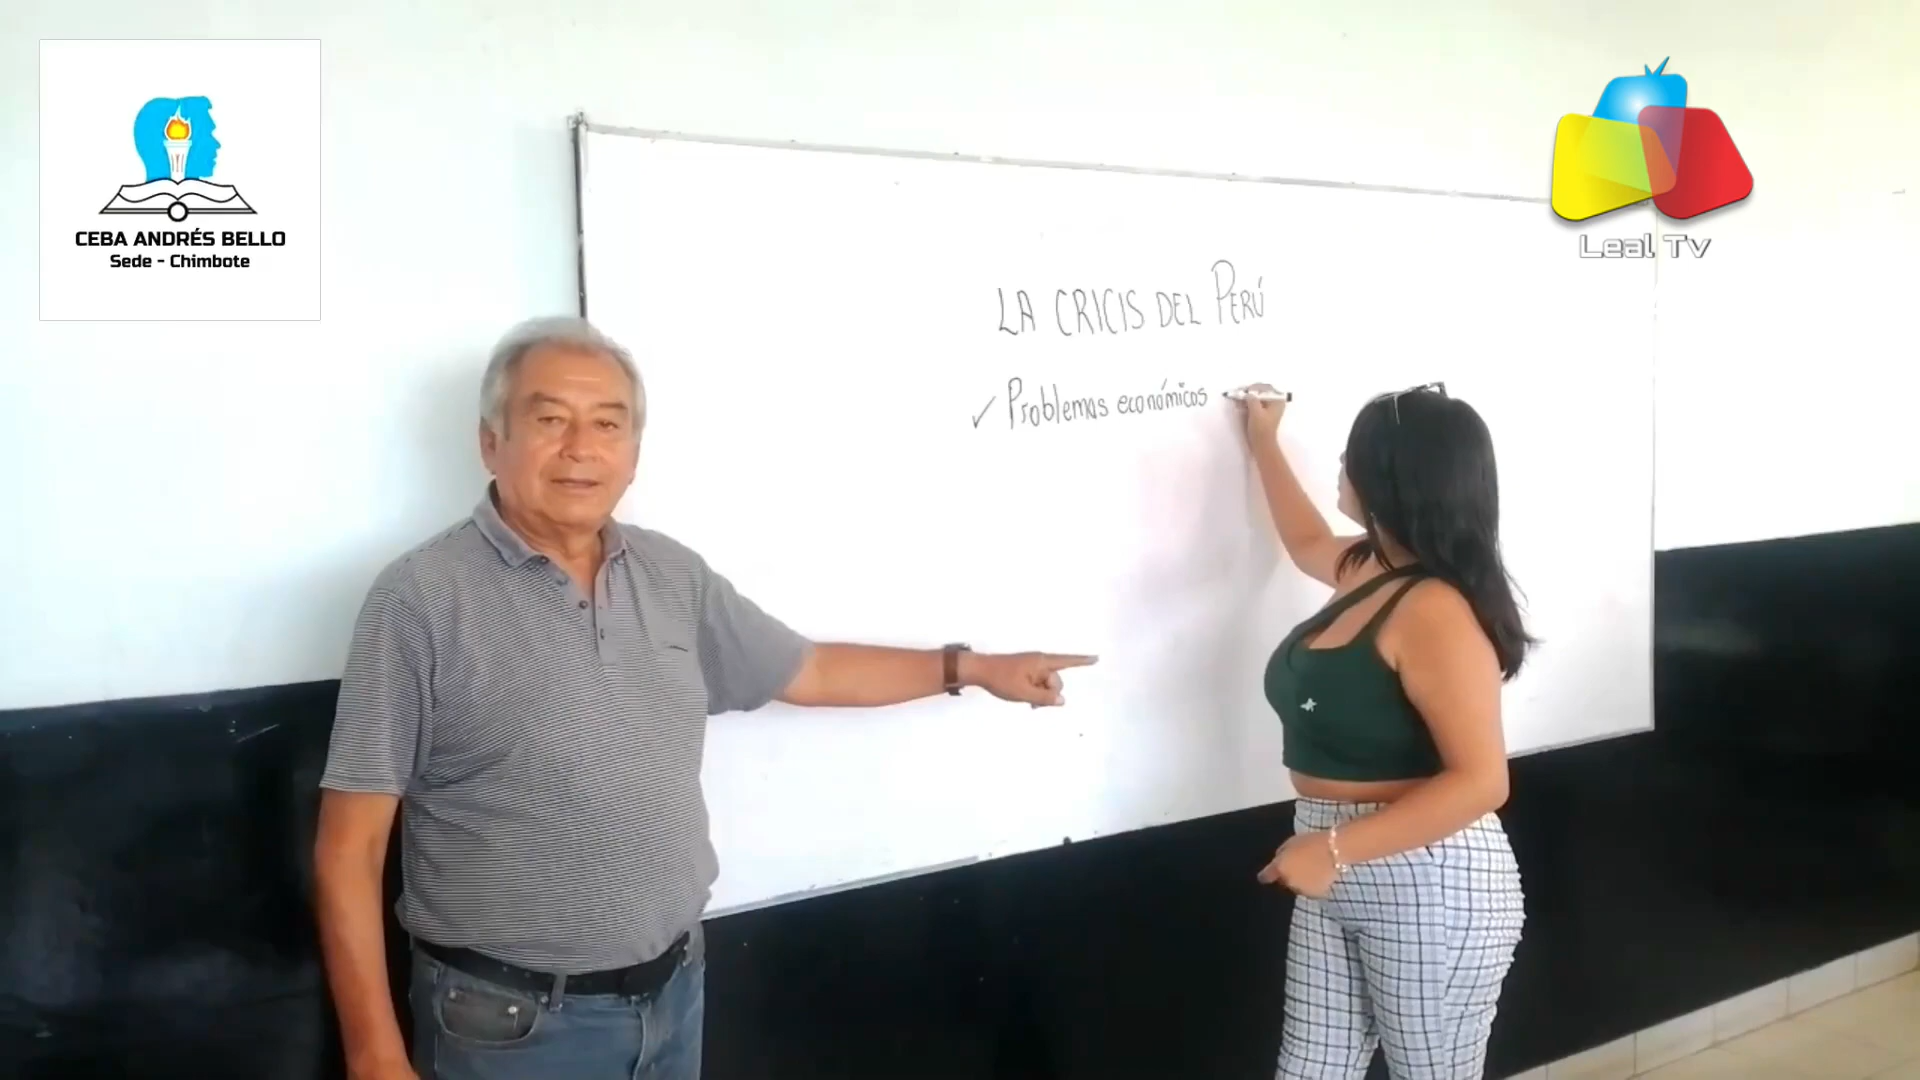 CEBA ANDRÉS BELLO
Sede - Chimbote
Leal Tv
LA CRICIS DEL PERÚ
✓ Problemas económicos